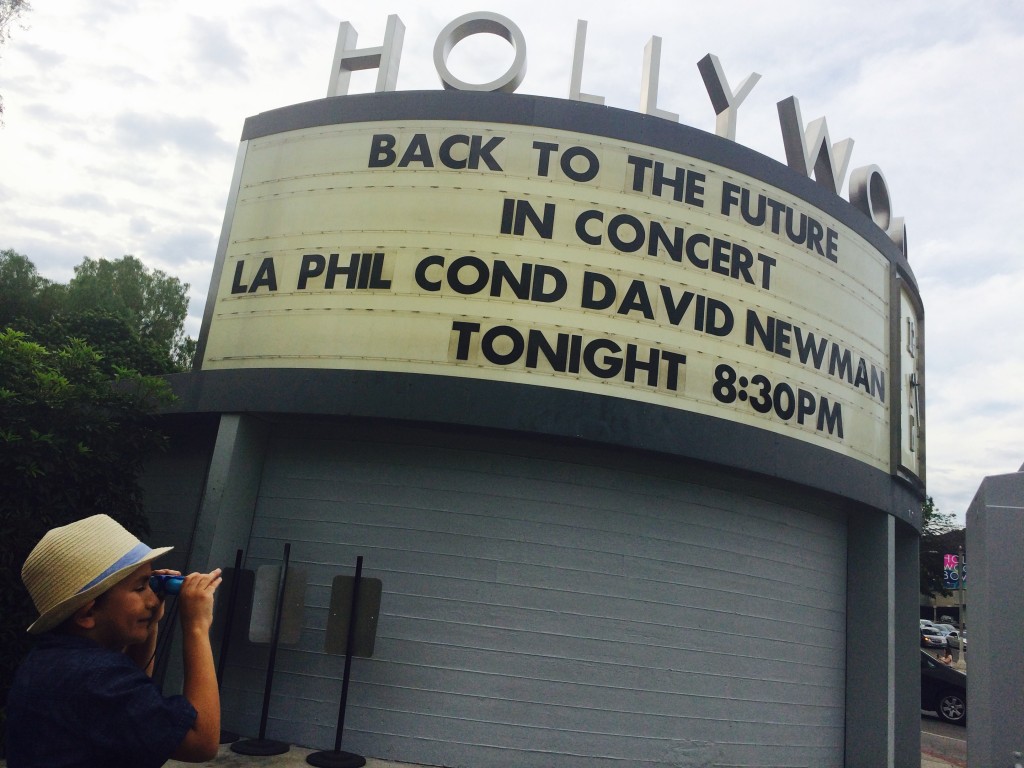 HOLLYWO
BACK TO THE FUTURE
IN CONCERT
LA PHIL COND DAVID NEWMAN
TONIGHT 8:30PM